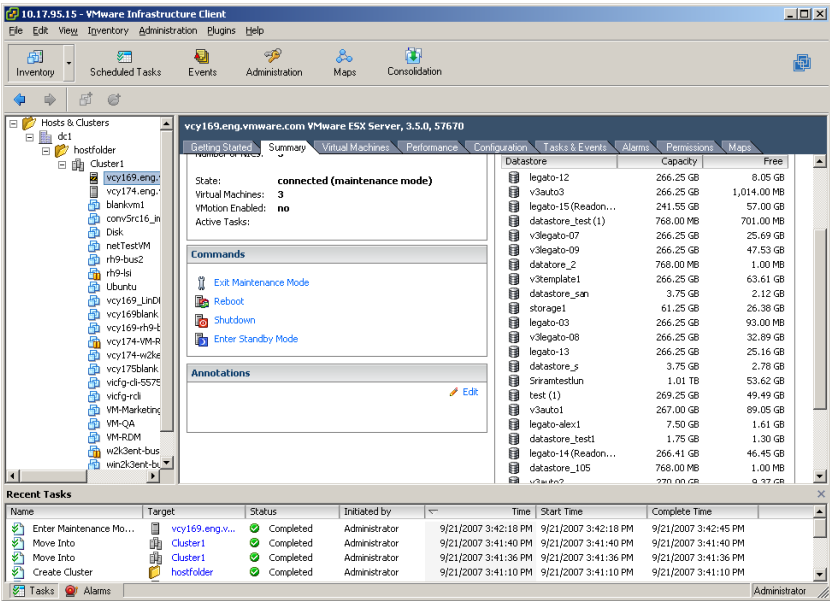 10.17.95.15 - VMware Infrastructure Client
File Edit View Inventory Administration Plugins Help
Inventory Scheduled Tasks Events Administration Maps Consolidation
Hosts & Clusters
dc1
hostfolder
Cluster1
vcy169.eng.
vcy174.eng.
blankvm1
conv5rc16_in
Disk
netTestVM
rh9-bus2
rh9-lsi
Ubuntu
vcy169_LinDI
vcy169blank
vcy169-rh9-b
vcy174-VM-R
vcy174-w2ke
vcy175blank
vicfg-cli-5575
vicfg-rcli
VM-Marketing
VM-QA
VM-RDM
w2k3ent-bus
win2k3ent-bu
vcy169.eng.vmware.com VMware ESX Server, 3.5.0, 57670
Getting Started Summary Virtual Machines Performance Configuration Tasks & Events Alarms Permissions Maps
Number of NICs: 3
State: connected (maintenance mode)
Virtual Machines: 3
VMotion Enabled: no
Active Tasks:
Commands
Exit Maintenance Mode
Reboot
Shutdown
Enter Standby Mode
Annotations
Edit
Datastore Capacity Free
legato-12 266.25 GB 8.05 GB
v3auto3 266.25 GB 1,014.00 MB
legato-15 (Readon... 241.55 GB 57.00 GB
datastore_test (1) 768.00 MB 701.00 MB
v3legato-07 266.25 GB 25.69 GB
v3legato-09 266.25 GB 47.53 GB
datatore_2 768.00 MB 1.00 MB
v3template1 266.25 GB 63.61 GB
datastore_san 3.75 GB 2.12 GB
storage1 61.25 GB 26.38 GB
legato-03 266.25 GB 93.00 MB
v3legato-08 266.25 GB 32.89 GB
legato-13 266.25 GB 25.16 GB
datastore_s 3.75 GB 2.78 GB
Sriramtestlun 1.01 TB 53.62 GB
test (1) 269.25 GB 49.49 GB
v3auto1 267.00 GB 89.05 GB
legato-alex1 7.50 GB 1.61 GB
datastore_test1 1.75 GB 1.30 GB
legato-14 (Readon... 266.41 GB 46.45 GB
datastore_105 768.00 MB 1.00 MB
v3auto2 270.00 GB 9.37 GB
Recent Tasks
Name Target Status Initiated by Time Start Time Complete Time
Enter Maintenance Mo... vcy169.eng.v... Completed Administrator 9/21/2007 3:42:18 PM 9/21/2007 3:42:18 PM 9/21/2007 3:42:45 PM
Move Into Cluster1 Completed Administrator 9/21/2007 3:41:40 PM 9/21/2007 3:41:40 PM 9/21/2007 3:41:40 PM
Move Into Cluster1 Completed Administrator 9/21/2007 3:41:36 PM 9/21/2007 3:41:36 PM 9/21/2007 3:41:36 PM
Create Cluster hostfolder Completed Administrator 9/21/2007 3:41:10 PM 9/21/2007 3:41:10 PM 9/21/2007 3:41:10 PM
Tasks Alarms Administrator